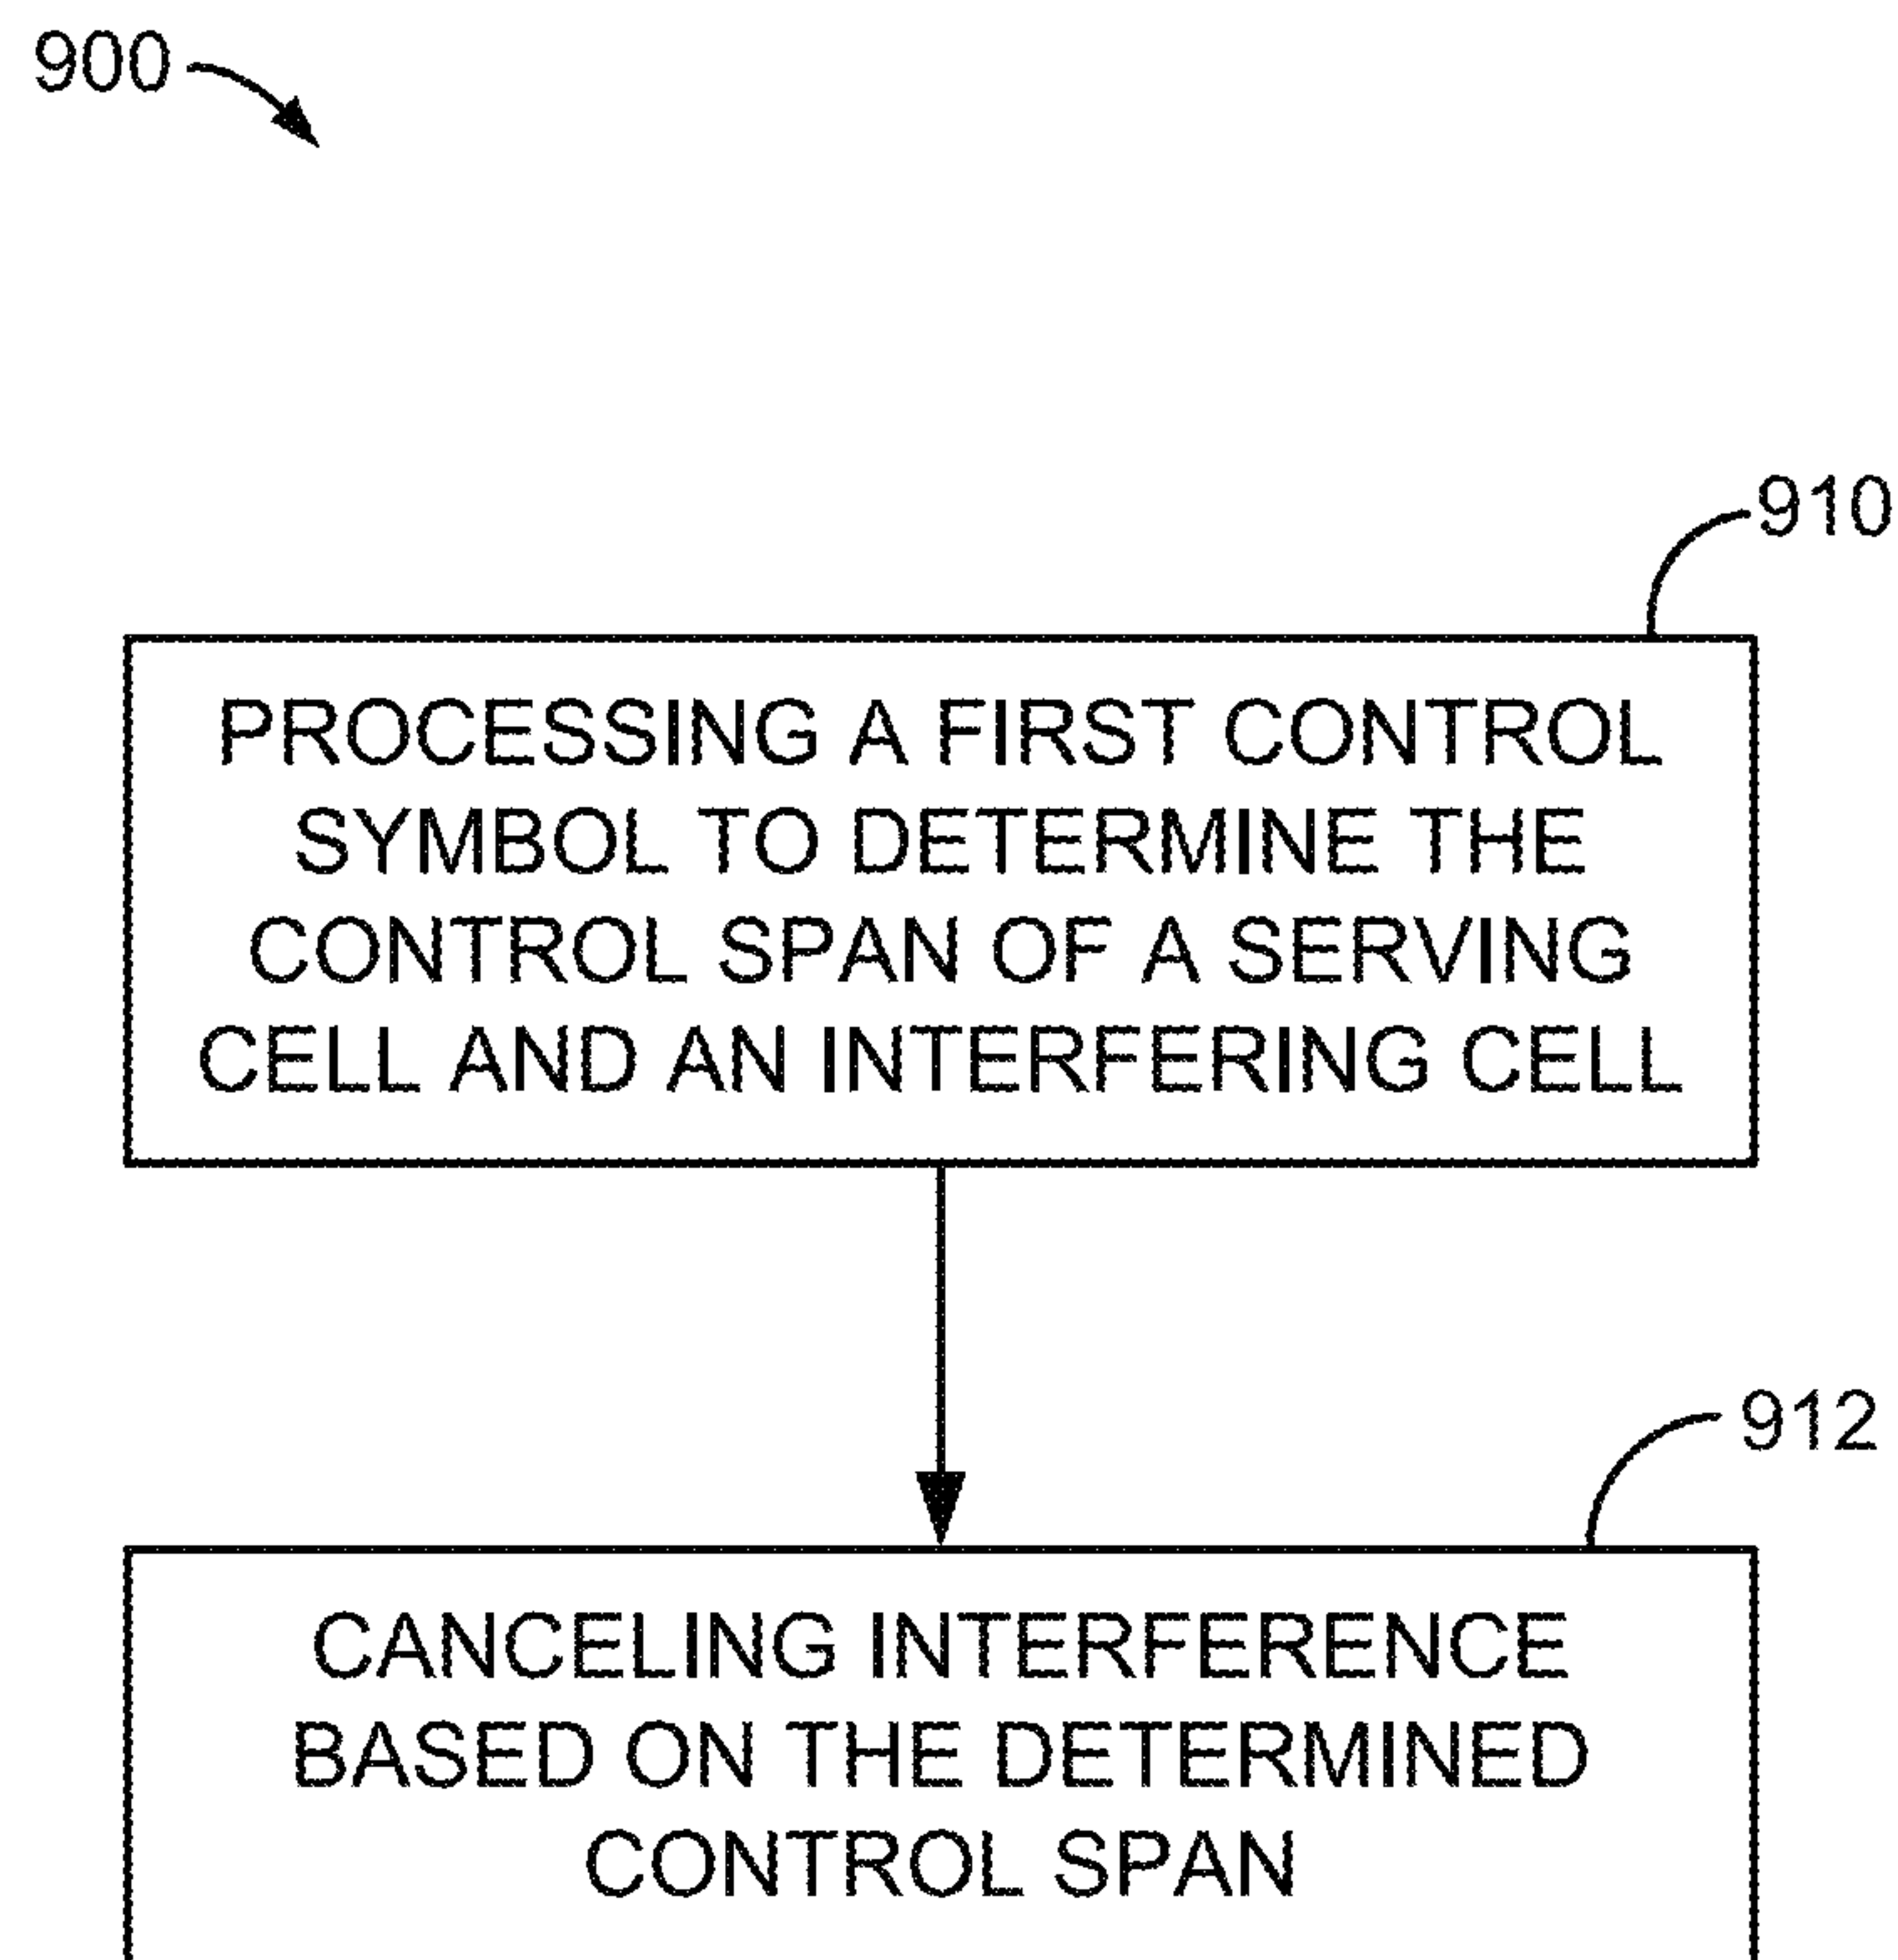 900
910
PROCESSING A FIRST CONTROL
SYMBOL TO DETERMINE THE
CONTROL SPAN OF A SERVING
CELL AND AN INTERFERING CELL
912
CANCELING INTERFERENCE
BASED ON THE DETERMINED
CONTROL SPAN